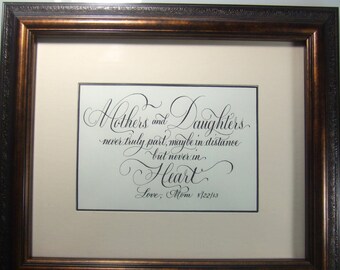 Mothers and Daughters
never truly part, maybe in distance
but never in
Heart
Love, Mom